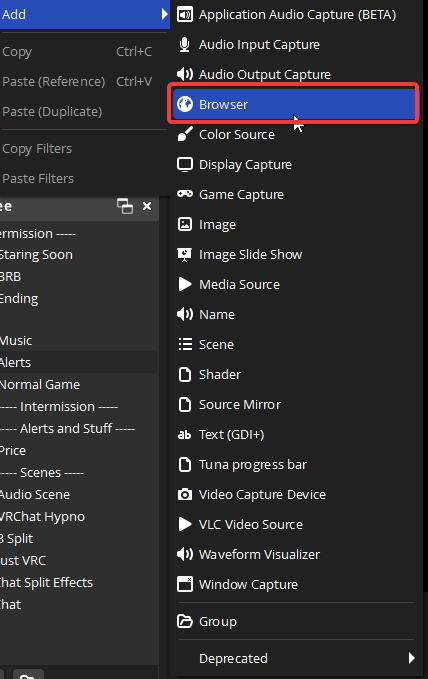 Add
Copy Ctrl+C
Paste (Reference) Ctrl+V
Paste (Duplicate)
Copy Filters
Paste Filters
ee
ermission -----
Staring Soon
BRB
Ending
Music
Alerts
Normal Game
----- Intermission -----
----- Alerts and Stuff -----
Price
----- Scenes -----
Audio Scene
VRChat Hypno
3 Split
ust VRC
hat Split Effects
hat
Application Audio Capture (BETA)
Audio Input Capture
Audio Output Capture
Browser
Color Source
Display Capture
Game Capture
Image
Image Slide Show
Media Source
Name
Scene
Shader
Source Mirror
ab Text (GDI+)
Tuna progress bar
Video Capture Device
VLC Video Source
Waveform Visualizer
Window Capture
Group
Deprecated